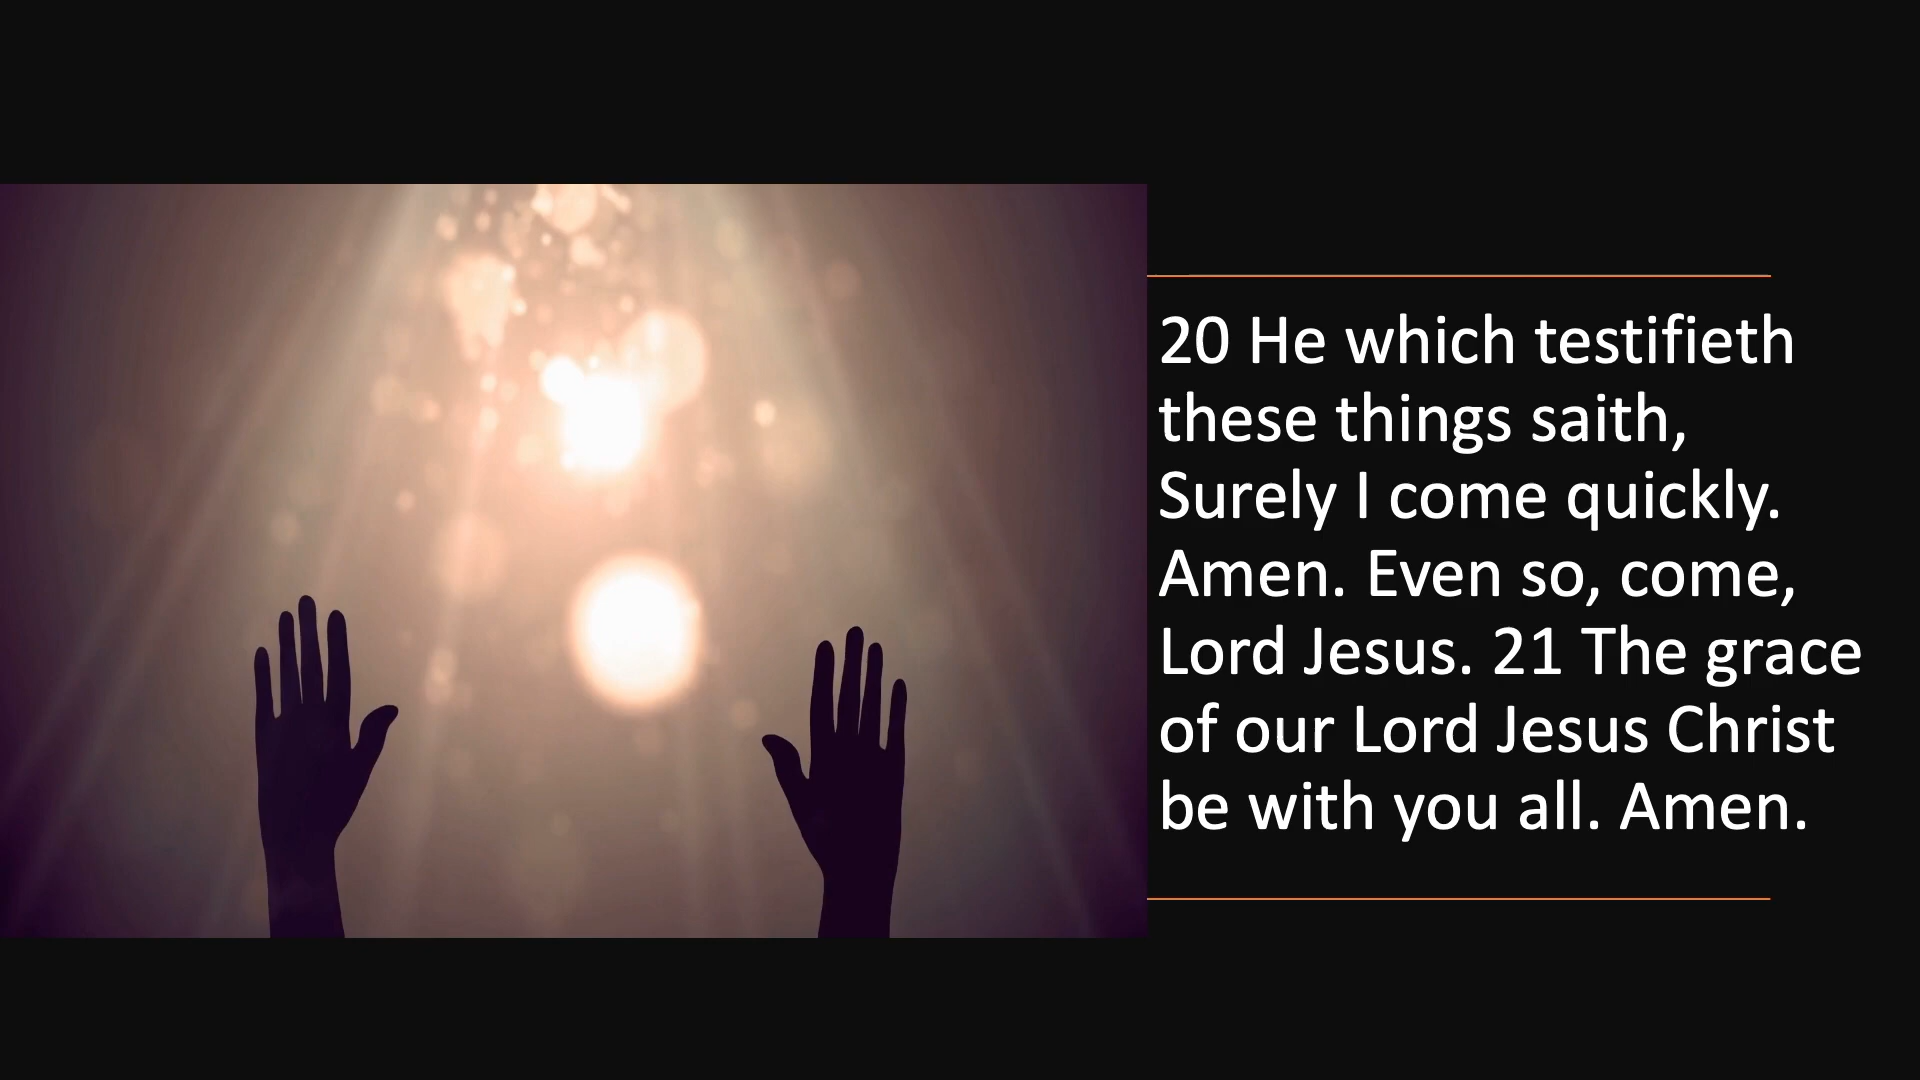 20 He which testifieth
these things saith,
Surely I come quickly.
Amen. Even so, come,
Lord Jesus. 21 The grace
of our Lord Jesus Christ
be with you all. Amen.